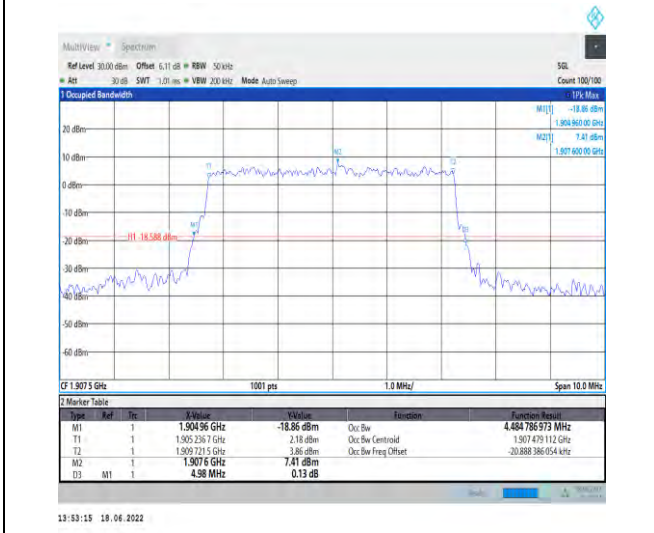 MultiView Spectrum
Ref Level 30.00 dBm Offset 6.11 dB RBW 50 kHz SGL
Att 30 dB SWT 1.01 ms VBW 200 kHz Mode Auto Sweep Count 100/100
1 Occupied Bandwidth 1Pk Max
M1[1] -18.86 dBm
1.904 960 00 GHz
M2[1] 7.41 dBm
1.907 600 00 GHz
20 dBm
10 dBm
0 dBm
-10 dBm
-20 dBm
-30 dBm
-40 dBm
-50 dBm
-60 dBm
M2
T1
T2
M1
D3
H1 -18.588 dBm
CF 1.907 5 GHz 1001 pts 1.0 MHz/ Span 10.0 MHz
2 Marker Table
Type Ref Trc X-Value Y-Value Function Function Result
M1 1 1.904 96 GHz -18.86 dBm Occ Bw 4.484 786 973 MHz
T1 1 1.905 236 7 GHz 2.18 dBm Occ Bw Centroid 1.907 479 112 GHz
T2 1 1.909 721 5 GHz 3.86 dBm Occ Bw Freq Offset -20.888 386 054 kHz
M2 1 1.907 6 GHz 7.41 dBm
D3 M1 1 4.98 MHz 0.13 dB
13:53:15 18.06.2022